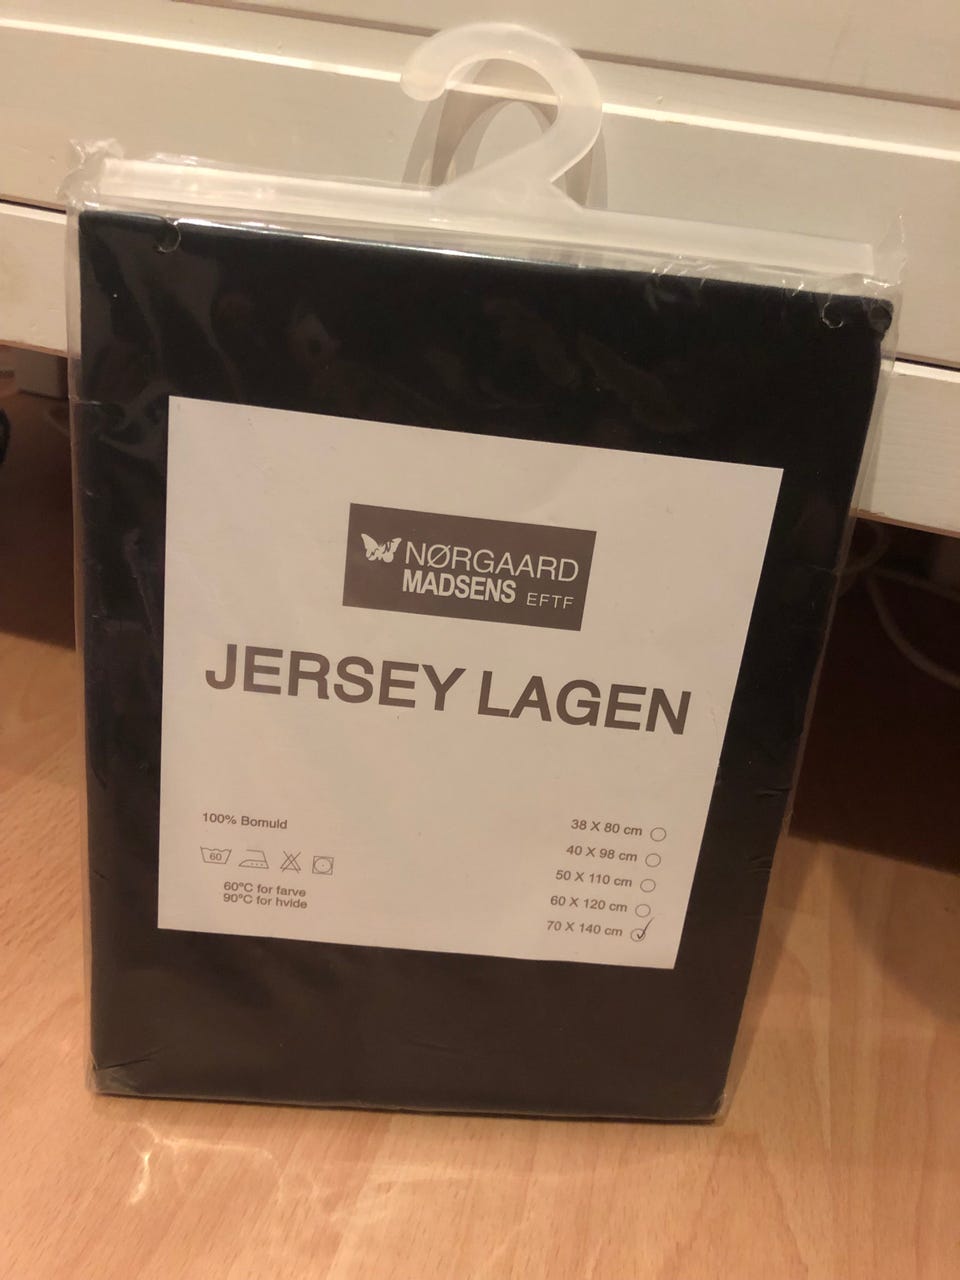 NØRGAARD
MADSENS EFTF
JERSEY LAGEN
100% Bomuld
60
60°C for farve
90°C for hvide
38 X 80 cm
40 X 98 cm
50 X 110 cm
60 X 120 cm
70 X 140 cm